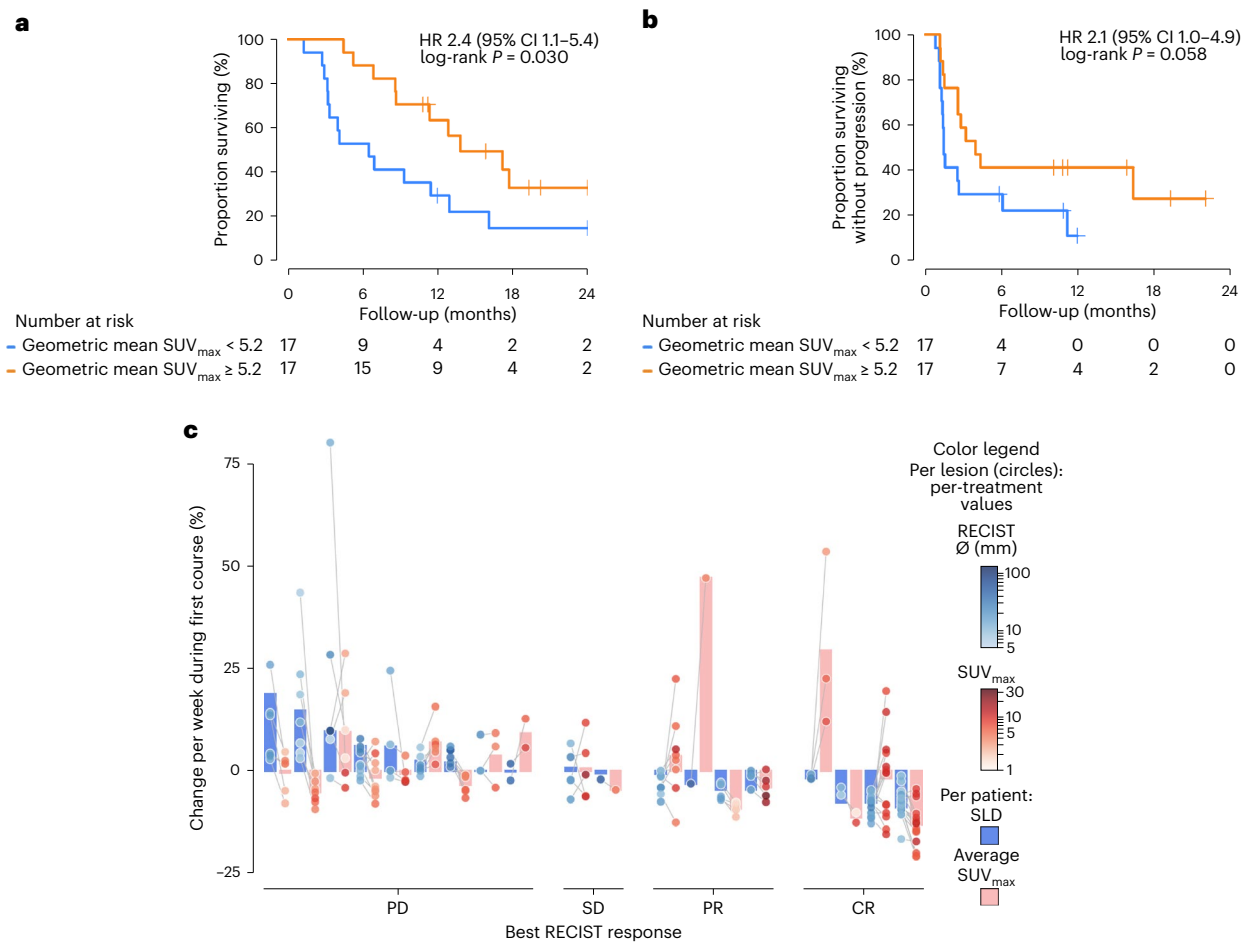 a
HR 2.4 (95% CI 1.1–5.4)
log-rank P = 0.030
Proportion surviving (%)
100
80
60
40
20
0
0 6 12 18 24
Follow-up (months)
Number at risk
Geometric mean SUVmax < 5.2 17 9 4 2 2
Geometric mean SUVmax ≥ 5.2 17 15 9 4 2
b
HR 2.1 (95% CI 1.0–4.9)
log-rank P = 0.058
Proportion surviving
without progression (%)
100
80
60
40
20
0
0 6 12 18 24
Follow-up (months)
Number at risk
Geometric mean SUVmax < 5.2 17 4 0 0 0
Geometric mean SUVmax ≥ 5.2 17 7 4 2 0
c
Change per week during first course (%)
75
50
25
0
−25
PD SD PR CR
Best RECIST response
Color legend
Per lesion (circles):
per-treatment
values
RECIST
Ø (mm)
100
10
5
SUVmax
30
10
5
1
Per patient:
SLD
Average
SUVmax